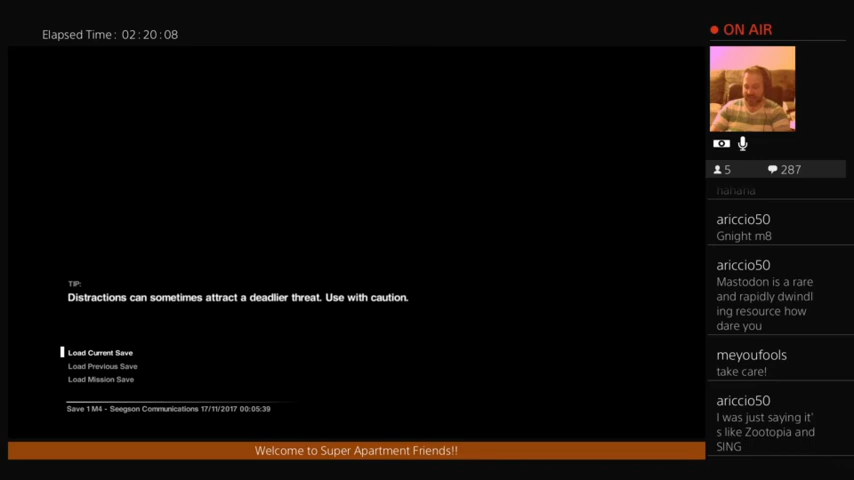 Elapsed Time: 02:20:08
ON AIR
5
287
hahaha
ariccio50
Gnight m8
ariccio50
Mastodon is a rare
and rapidly dwindl
ing resource how
dare you
meyoufools
take care!
ariccio50
I was just saying it'
s like Zootopia and
SING
TIP:
Distractions can sometimes attract a deadlier threat. Use with caution.
Load Current Save
Load Previous Save
Load Mission Save
Save 1 M4 - Seegson Communications 17/11/2017 00:05:39
Welcome to Super Apartment Friends!!